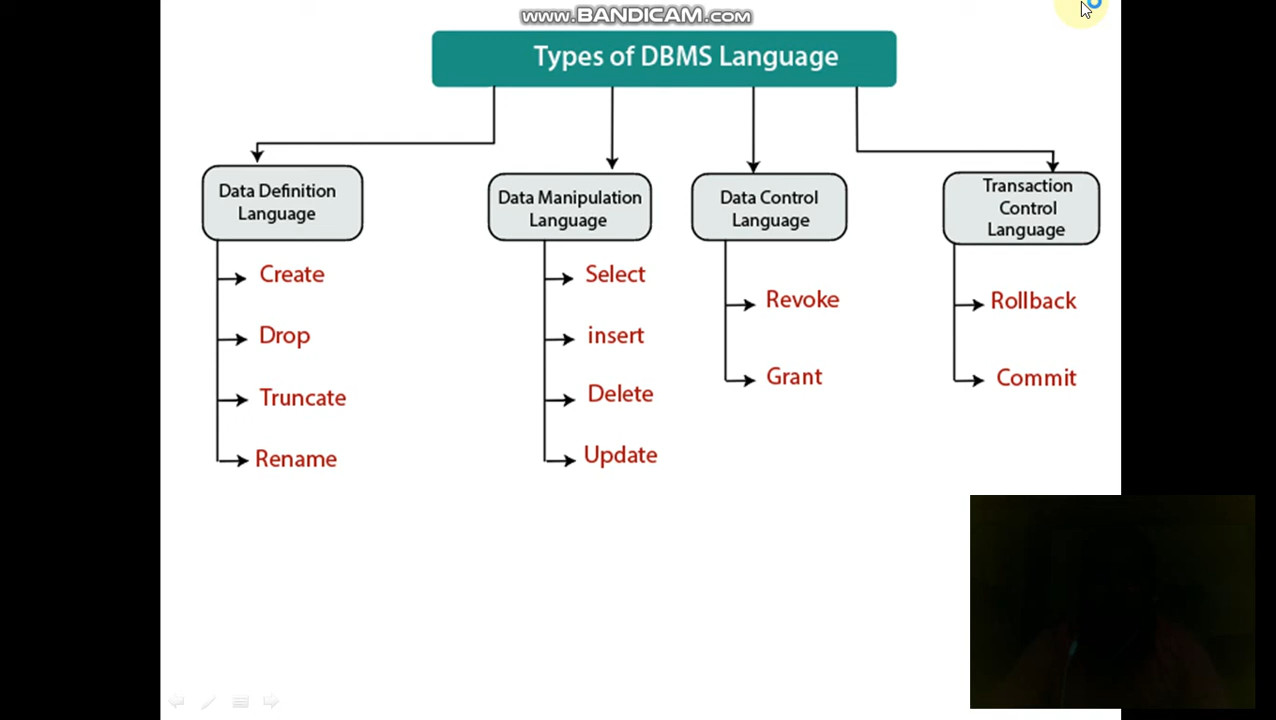 www.BANDICAM.com
Types of DBMS Language
Data Definition
Language
Create
Drop
Truncate
Rename
Data Manipulation
Language
Select
insert
Delete
Update
Data Control
Language
Revoke
Grant
Transaction
Control
Language
Rollback
Commit